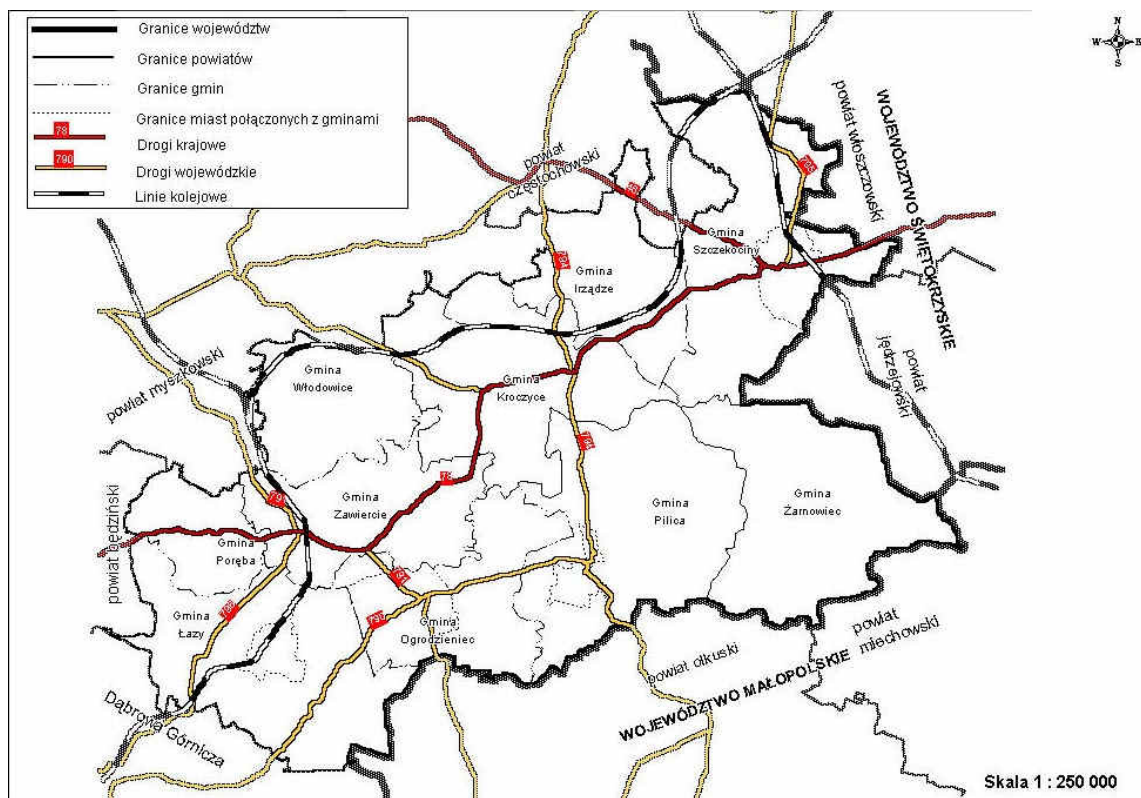 Granice województw
Granice powiatów
Granice gmin
Granice miast połączonych z gminami
78
Drogi krajowe
790
Drogi wojewódzkie
Linie kolejowe
N
W E
S
powiat
częstochowski
powiat włoszczowski
WOJEWÓDZTWO ŚWIĘTOKRZYSKIE
794
Gmina
Szczekociny
Gmina
Irządze
powiat
jędrzejowski
powiat myszkowski
Gmina
Włodowice
Gmina
Kroczyce
794
78
Gmina
Zawiercie
Gmina
Pilica
Gmina
Żarnowiec
powiat będziński
Gmina
Poręba
Gmina
Łazy
Gmina
Ogrodzieniec
powiat
miechowski
powiat olkuski
WOJEWÓDZTWO MAŁOPOLSKIE
Dąbrowa
Górnicza
Skala 1 : 250 000